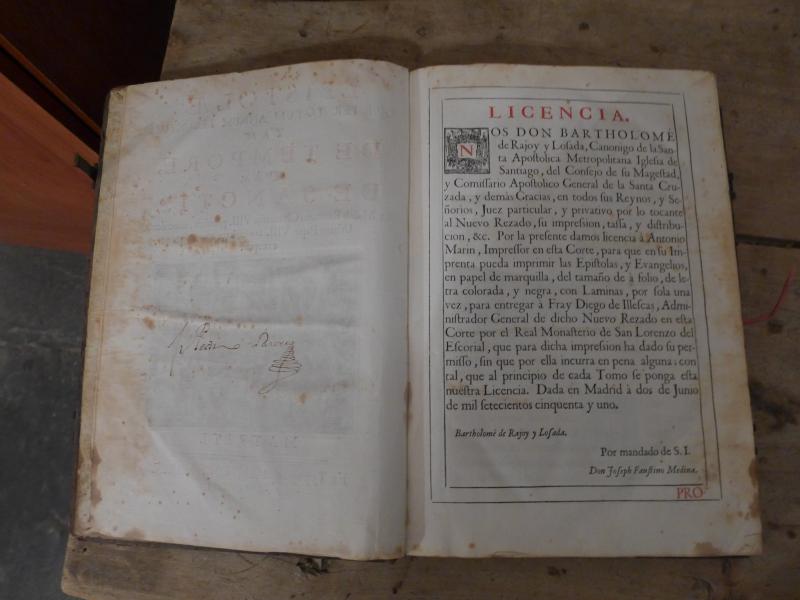 LICENCIA.
NOS DON BARTHOLOMÈ
de Rajoy y Losada, Canonigo de la San-
ta Apostolica Metropolitana Iglesia de
Santiago, del Consejo de su Magestad,
y Comissario Apostolico General de la Santa Cru-
zada, y demàs Gracias, en todos sus Reynos, y Se-
ñorios, Juez particular, y privativo por lo tocante
al Nuevo Rezado, su impression, tassa, y distribu-
cion, &c. Por la presente damos licencia à Antonio
Marin, Impressor en esta Corte, para que en su Im-
prenta pueda imprimir las Epistolas, y Evangelios,
en papel de marquilla, del tamaño de à folio, de le-
tra colorada, y negra, con Laminas, por sola una
vez, para entregar à Fray Diego de Illescas, Admi-
nistrador General de dicho Nuevo Rezado en esta
Corte por el Real Monasterio de San Lorenzo del
Escorial, que para dicha impression ha dado su per-
misso, sin que por ella incurra en pena alguna: con
tal, que al principio de cada Tomo se ponga esta
nuestra Licencia. Dada en Madrid à dos de Junio
de mil setecientos cinquenta y uno.
Bartholomè de Rajoy y Losada.
Por mandado de S. I.
Don Joseph Faustino Medina.
PRO